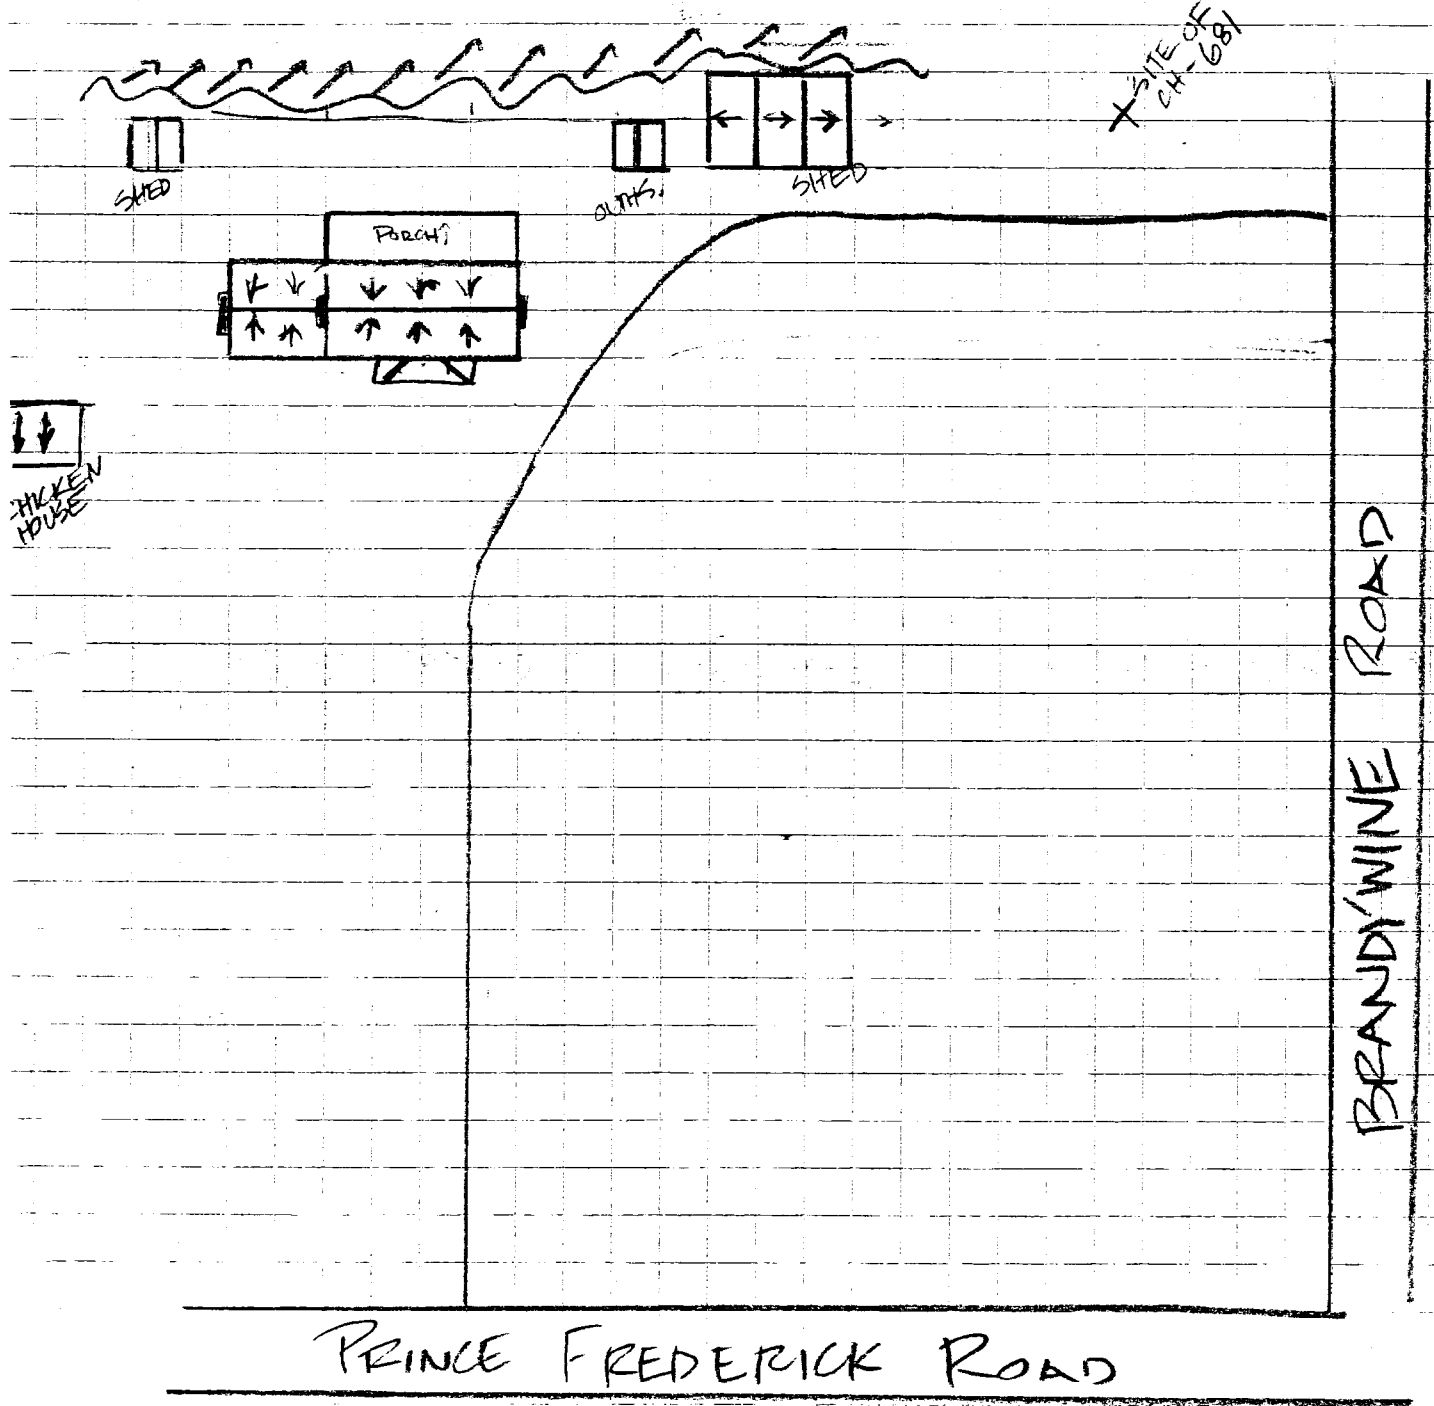 SITE OF
CH-681
SHED
OUTHS.
SHED
PORCH?
CHICKEN
HOUSE
BRANDYWINE ROAD
PRINCE FREDERICK ROAD